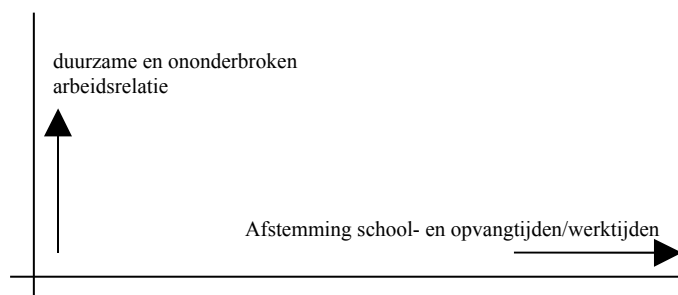 duurzame en ononderbroken
arbeidsrelatie
Afstemming school- en opvangtijden/werktijden